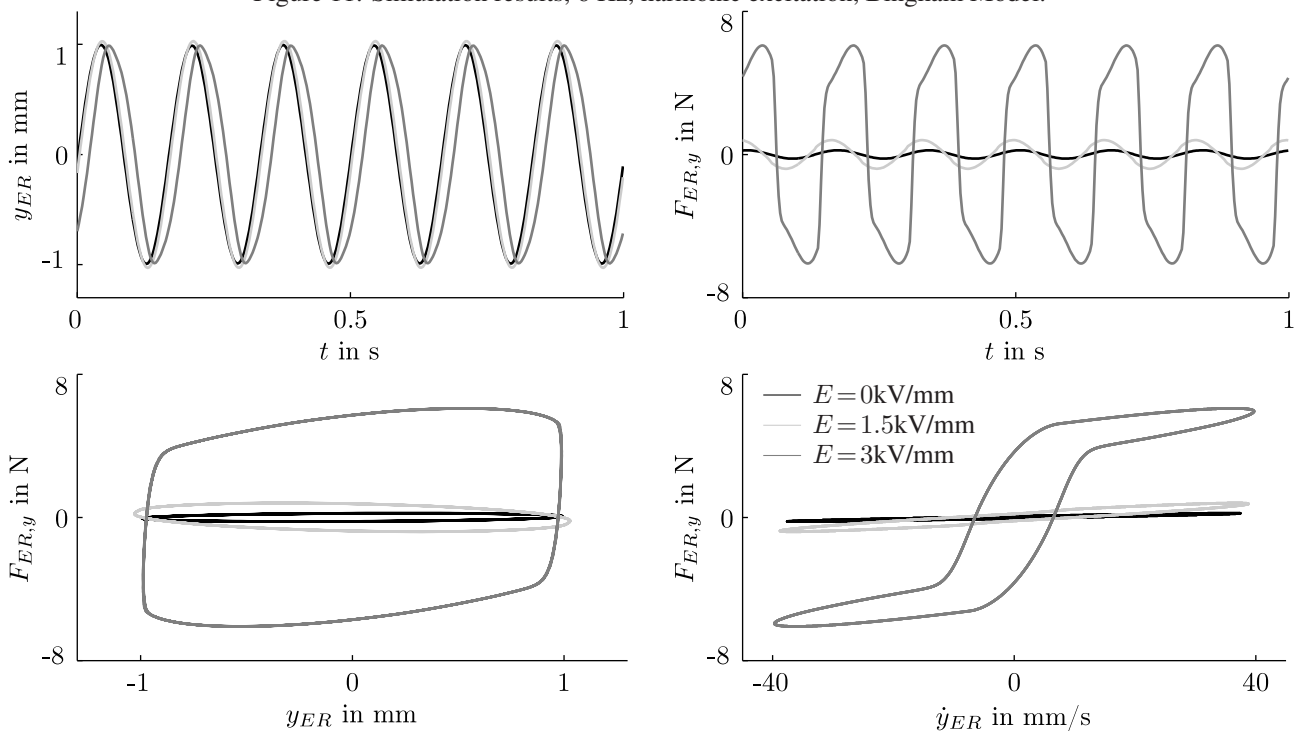 Figure 11: Simulation results, 6 Hz, harmonic excitation, Bingham Model.
1
0
-1
y_ER in mm
0
0.5
1
t in s
8
0
-8
F_ER,y in N
0
0.5
1
t in s
8
0
-8
F_ER,y in N
-1
0
1
y_ER in mm
8
0
-8
F_ER,y in N
E=0kV/mm
E=1.5kV/mm
E=3kV/mm
-40
0
40
ẏ_ER in mm/s